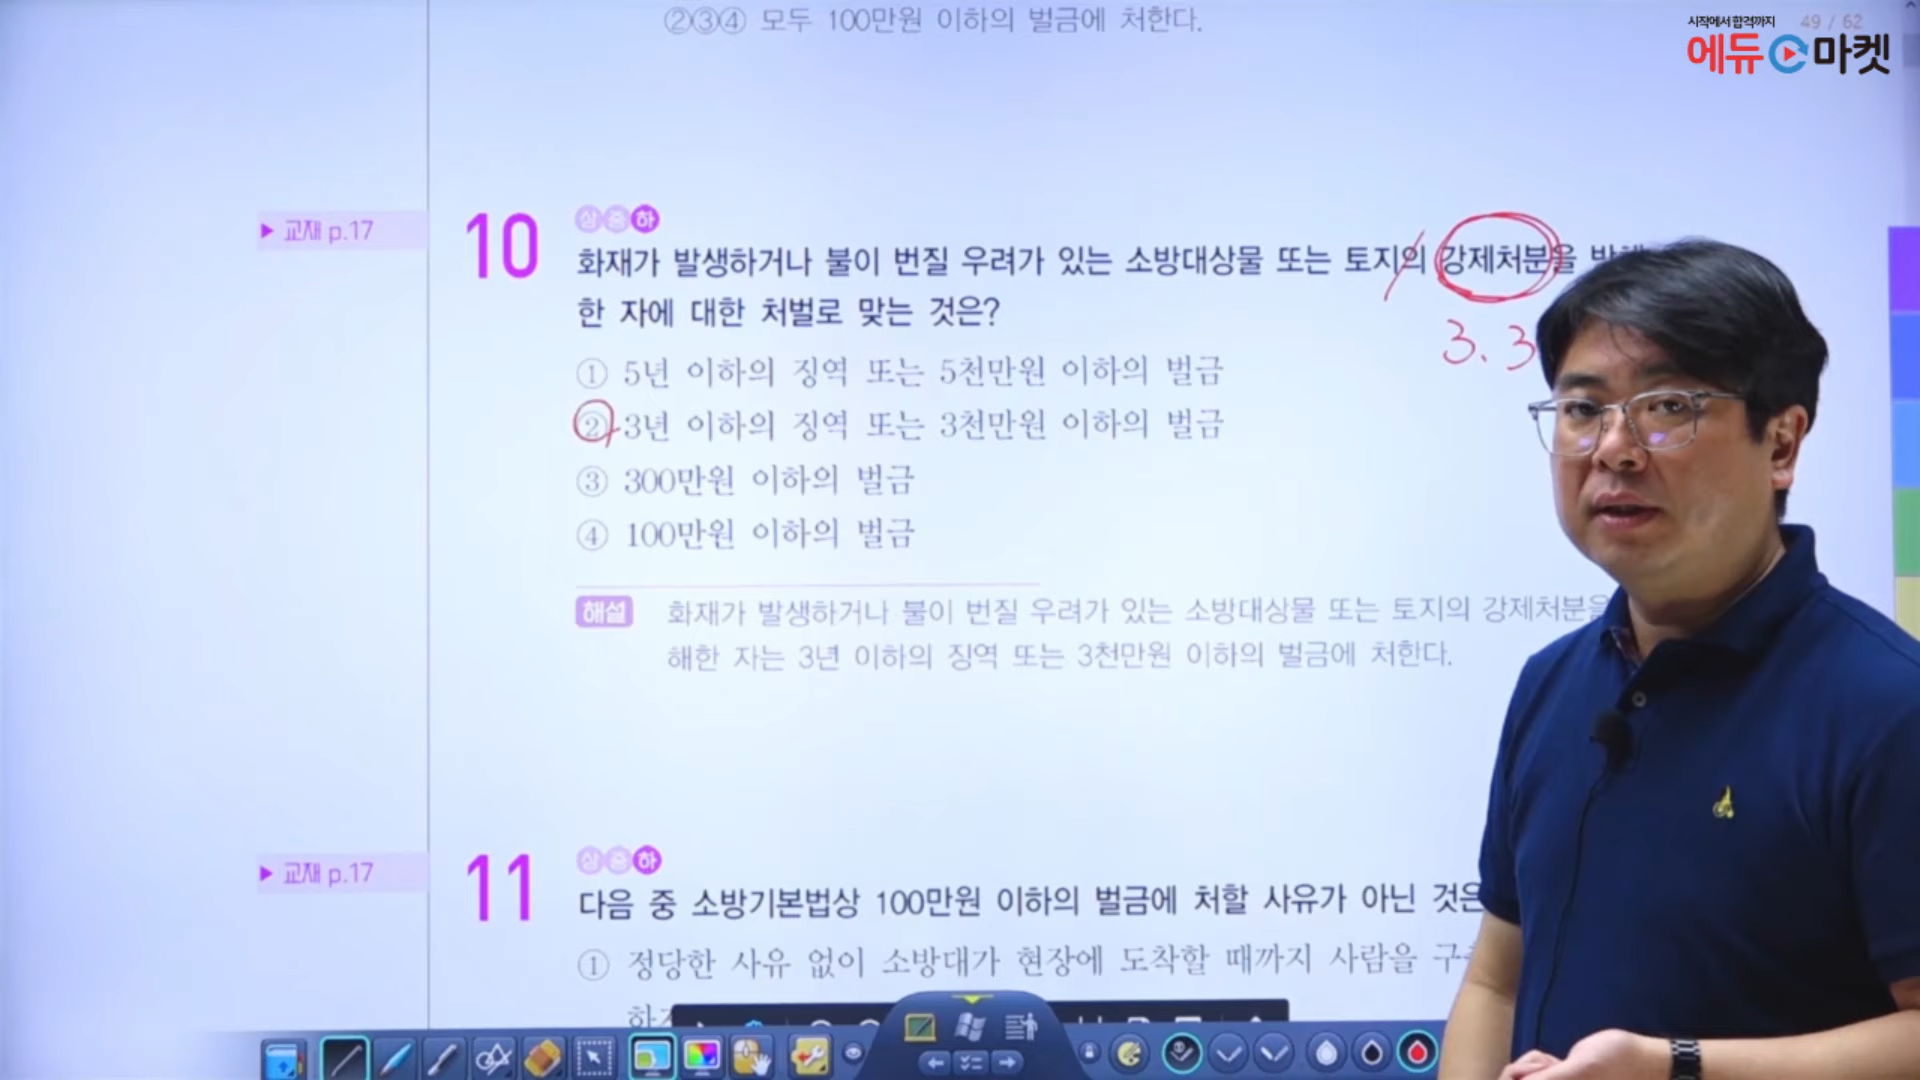 ②③④ 모두 100만원 이하의 벌금에 처한다.
49 / 62
시작에서 합격까지
에듀 마켓
▶ 교재 p.17
10
상 중 하
화재가 발생하거나 불이 번질 우려가 있는 소방대상물 또는 토지의 강제처분을
한 자에 대한 처벌로 맞는 것은?
3. 3
① 5년 이하의 징역 또는 5천만원 이하의 벌금
② 3년 이하의 징역 또는 3천만원 이하의 벌금
③ 300만원 이하의 벌금
④ 100만원 이하의 벌금
해설 화재가 발생하거나 불이 번질 우려가 있는 소방대상물 또는 토지의 강제처분을
해한 자는 3년 이하의 징역 또는 3천만원 이하의 벌금에 처한다.
▶ 교재 p.17
11
상 중 하
다음 중 소방기본법상 100만원 이하의 벌금에 처할 사유가 아닌 것은
① 정당한 사유 없이 소방대가 현장에 도착할 때까지 사람을